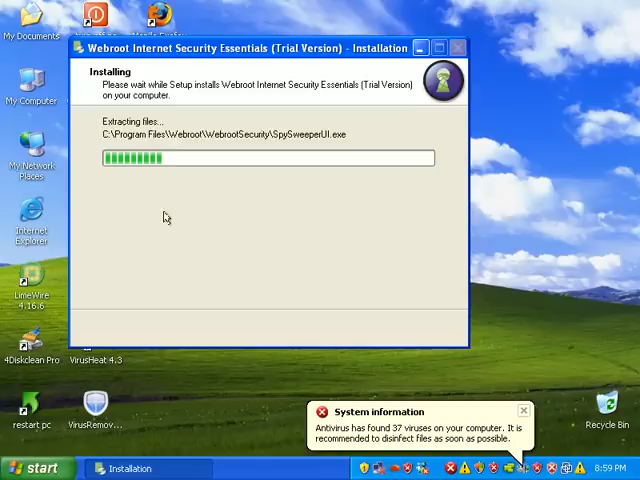 My Documents
Webroot Internet Security Essentials (Trial Version) - Installation
Installing
Please wait while Setup installs Webroot Internet Security Essentials (Trial Version)
on your computer.
Extracting files...
C:\Program Files\Webroot\WebrootSecurity\SpySweeperUI.exe
My Computer
My Network
Places
Internet
Explorer
LimeWire
4.16.6
4Diskclean Pro
VirusHeat 4.3
restart pc
VirusRemov...
System information
Antivirus has found 37 viruses on your computer. It is
recommended to disinfect files as soon as possible.
Recycle Bin
start
Installation
8:59 PM